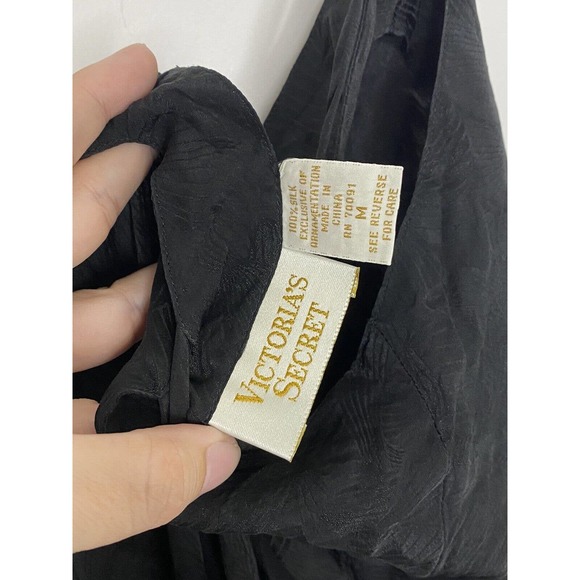 100% SILK
EXCLUSIVE OF
ORNAMENTATION
MADE IN
CHINA
RN 70091
M
SEE REVERSE
FOR CARE
VICTORIA'S
SECRET